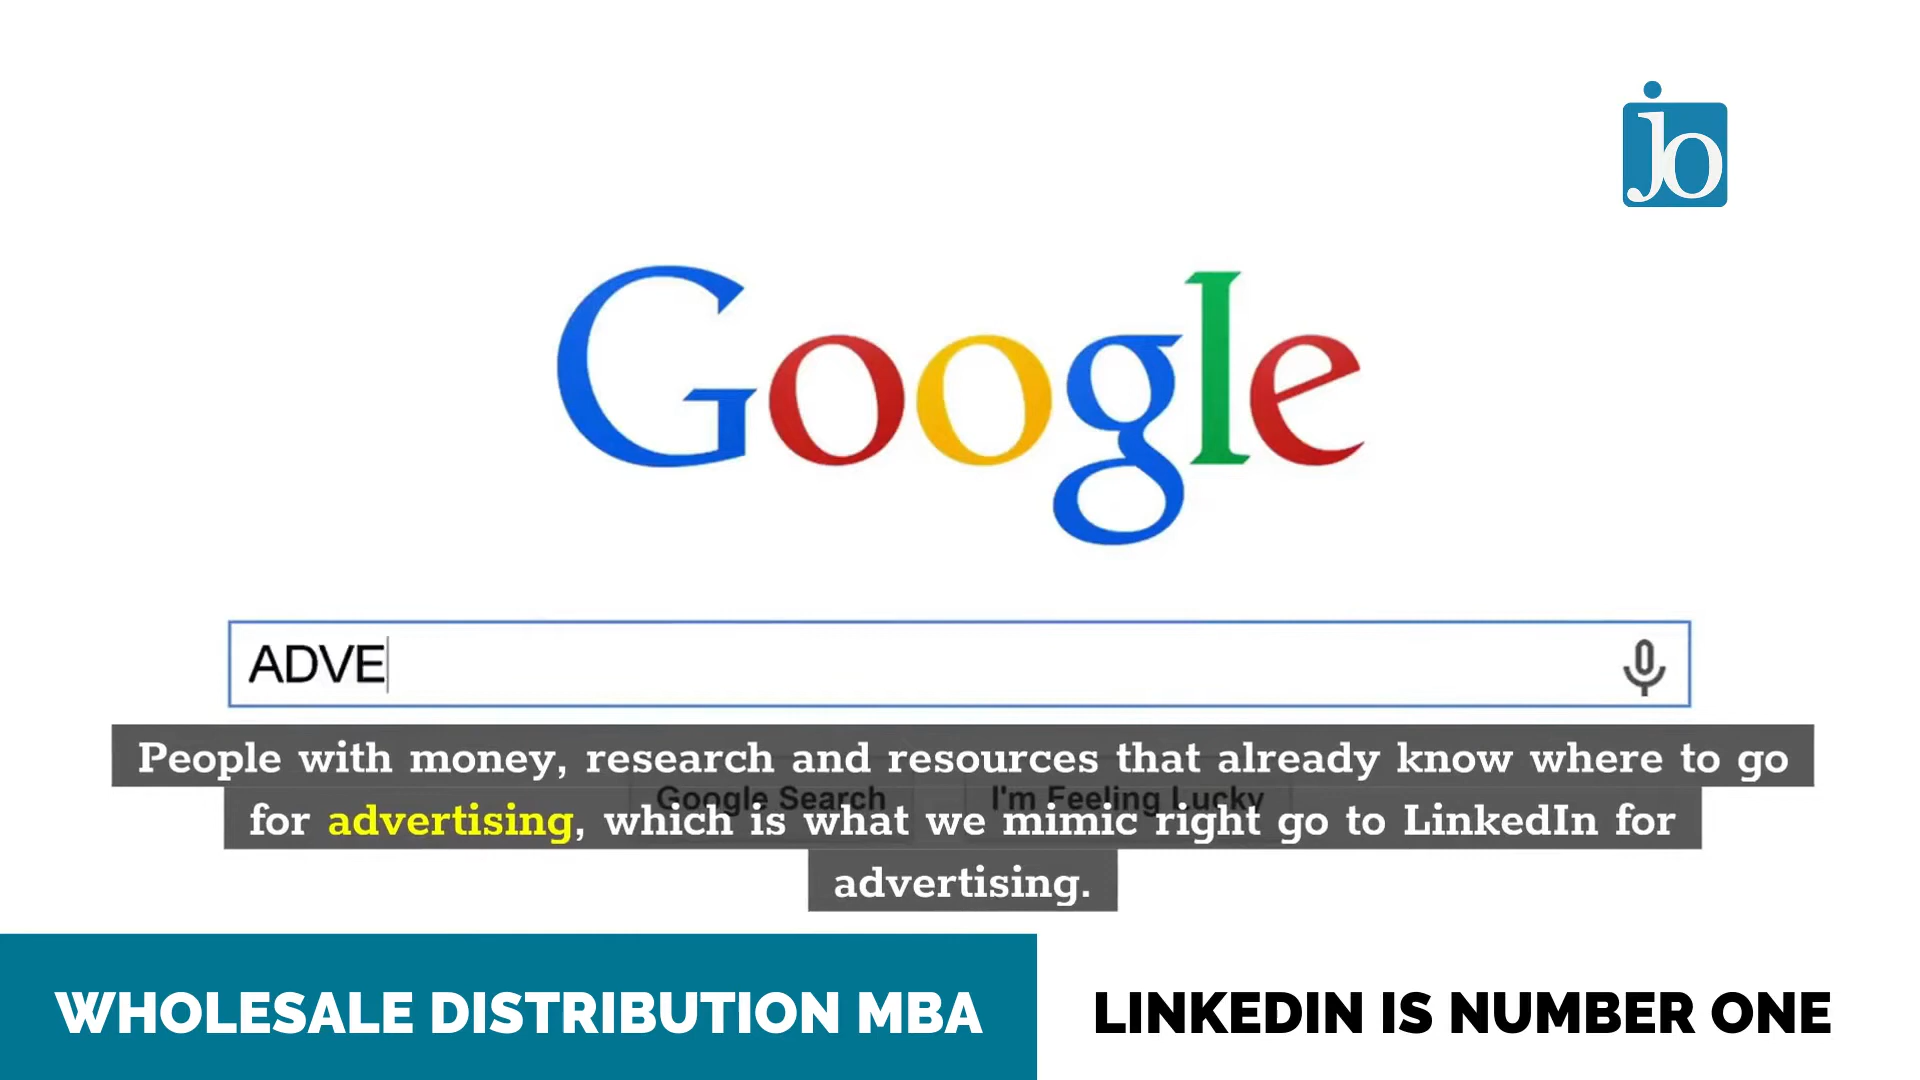 jo
Google
ADVE
People with money, research and resources that already know where to go
Google Search I'm Feeling Lucky
for advertising, which is what we mimic right go to LinkedIn for
advertising.
WHOLESALE DISTRIBUTION MBA
LINKEDIN IS NUMBER ONE